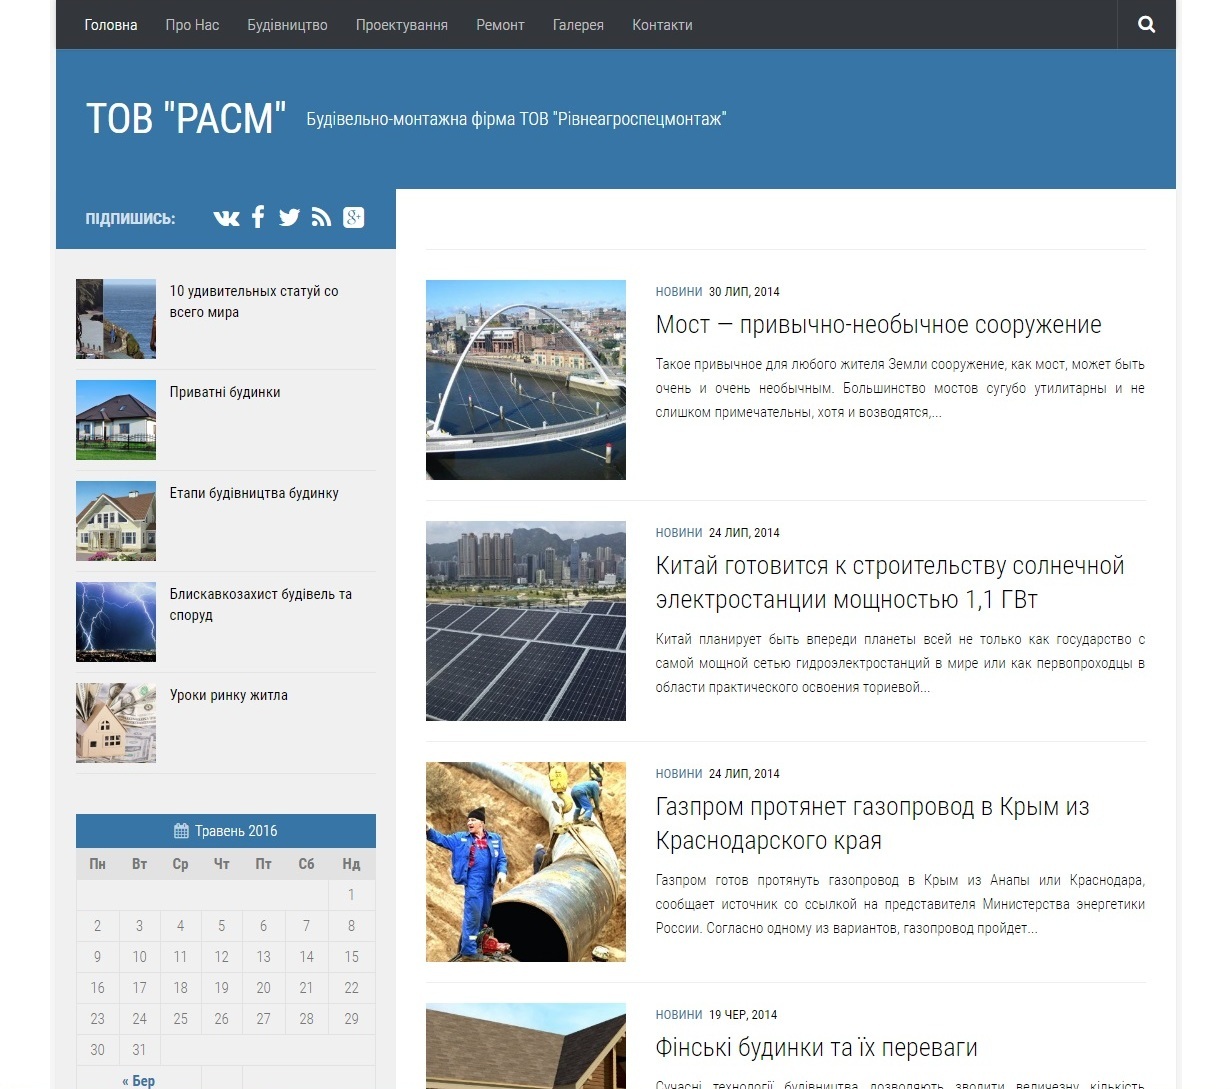 Головна Про Нас Будівництво Проектування Ремонт Галерея Контакти
ТОВ "РАСМ" Будівельно-монтажна фірма ТОВ "Рівнеагроспецмонтаж"
ПІДПИШИСЬ:
10 удивительных статуй со
всего мира
Приватні будинки
Етапи будівництва будинку
Блискавкозахист будівель та
споруд
Уроки ринку житла
Травень 2016
Пн Вт Ср Чт Пт Сб Нд
1
2 3 4 5 6 7 8
9 10 11 12 13 14 15
16 17 18 19 20 21 22
23 24 25 26 27 28 29
30 31
« Бер
НОВИНИ 30 ЛИП, 2014
Мост — привычно-необычное сооружение
Такое привычное для любого жителя Земли сооружение, как мост, может быть
очень и очень необычным. Большинство мостов сугубо утилитарны и не
слишком примечательны, хотя и возводятся,...
НОВИНИ 24 ЛИП, 2014
Китай готовится к строительству солнечной
электростанции мощностью 1,1 ГВт
Китай планирует быть впереди планеты всей не только как государство с
самой мощной сетью гидроэлектростанций в мире или как первопроходцы в
области практического освоения ториевой...
НОВИНИ 24 ЛИП, 2014
Газпром протянет газопровод в Крым из
Краснодарского края
Газпром готов протянуть газопровод в Крым из Анапы или Краснодара,
сообщает источник со ссылкой на представителя Министерства энергетики
России. Согласно одному из вариантов, газопровод пройдет...
НОВИНИ 19 ЧЕР, 2014
Фінські будинки та їх переваги
Сучасні технології будівництва дозволяють зводити величезну кількість